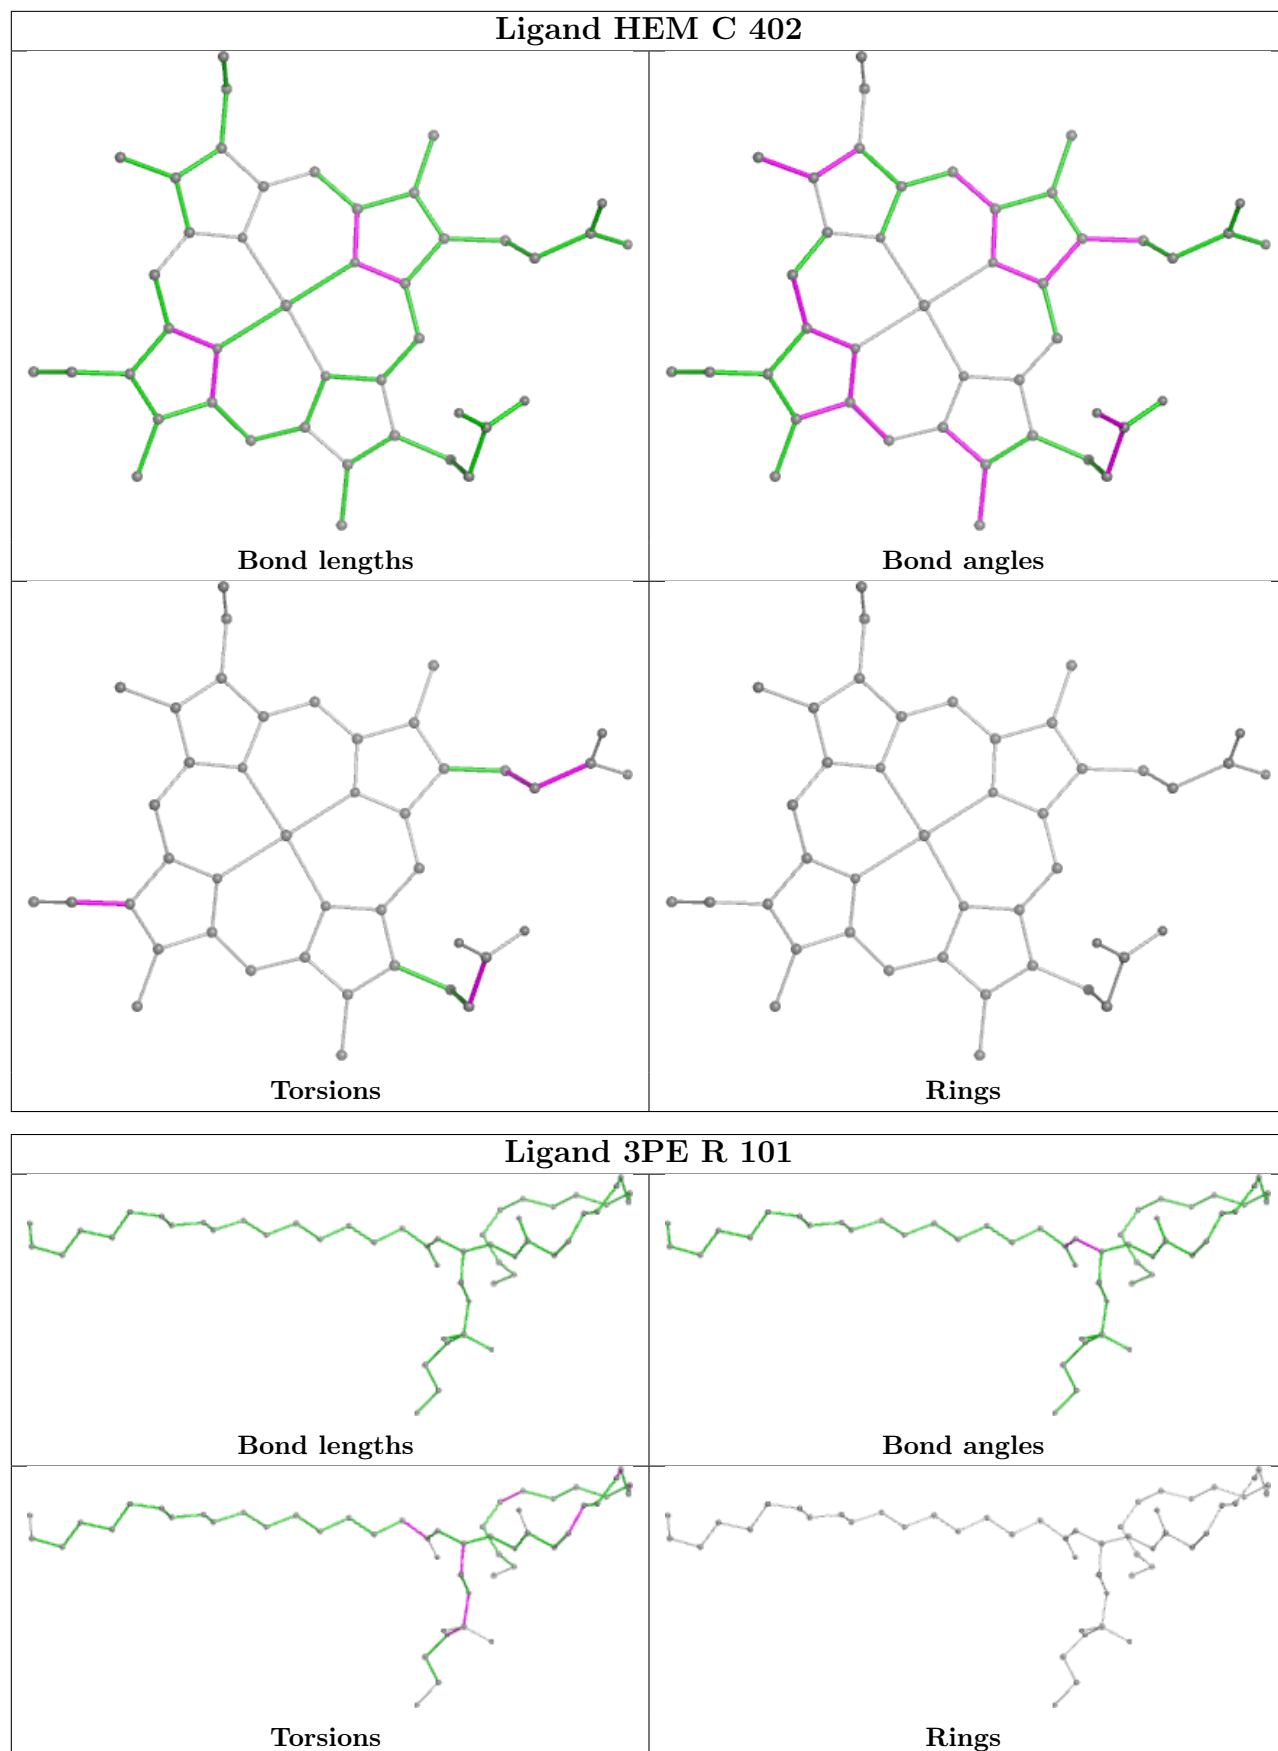 Ligand HEM C 402
Bond lengths
Bond angles
Torsions
Rings
Ligand 3PE R 101
Bond lengths
Bond angles
Torsions
Rings